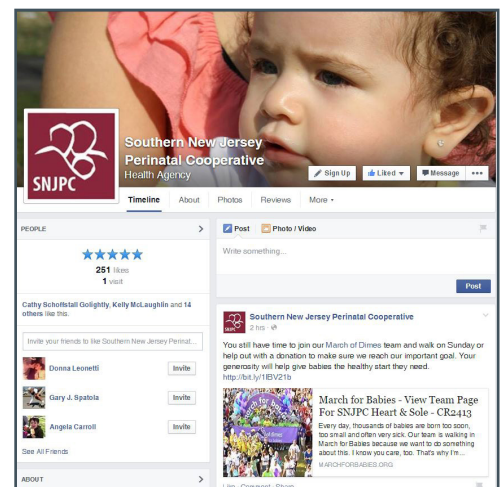 SNJPC
Southern New Jersey
Perinatal Cooperative
Health Agency
Sign Up
Liked
Message
Timeline About Photos Reviews More
PEOPLE
251 likes
1 visit
Cathy Schoffstall Golightly, Kelly McLaughlin and 14
others like this.
Invite your friends to like Southern New Jersey Perinat...
Donna Leonetti Invite
Gary J. Spatola Invite
Angela Carroll Invite
See All Friends
ABOUT
Post Photo / Video
Write something...
Post
Southern New Jersey Perinatal Cooperative
2 hrs ·
You still have time to join our March of Dimes team and walk on Sunday or
help out with a donation to make sure we reach our important goal. Your
generosity will help give babies the healthy start they need.
http://bit.ly/1IBV21b
march for babies
March for Babies - View Team Page
For SNJPC Heart & Sole - CR2413
Every day, thousands of babies are born too soon,
too small and often very sick. Our team is walking in
March for Babies because we want to do something
about this. I know you care, too. That's why I'm...
MARCHFORBABIES.ORG
Like · Comment · Share